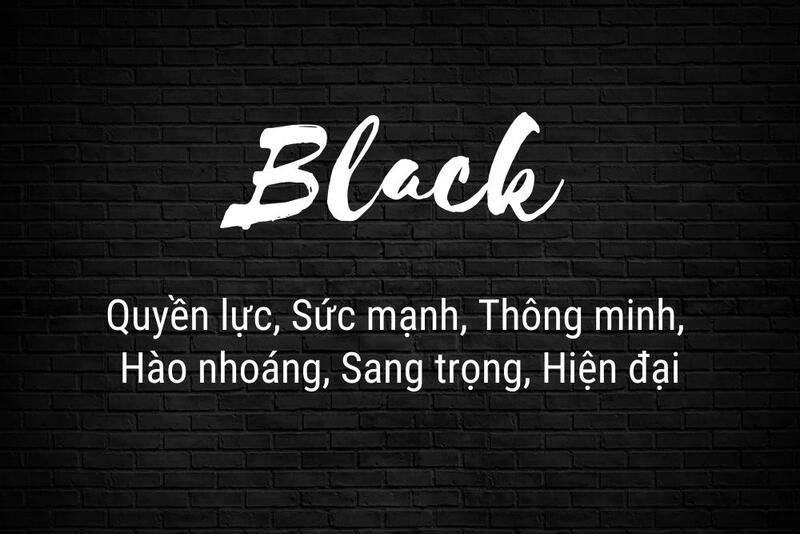 Black
Quyền lực, Sức mạnh, Thông minh,
Hào nhoáng, Sang trọng, Hiện đại